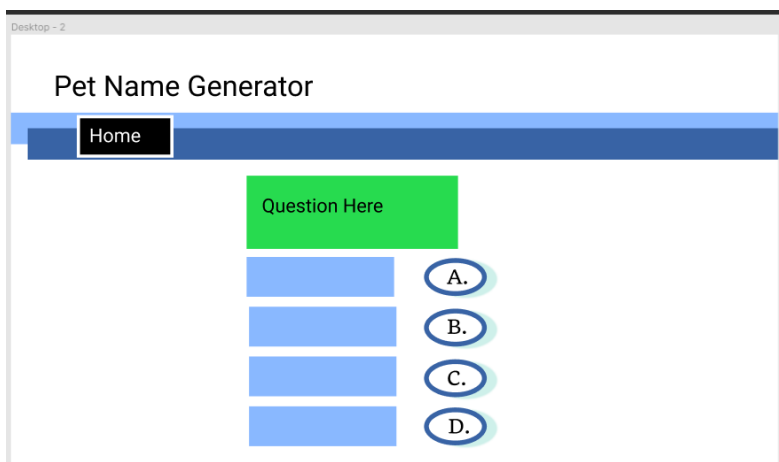 Desktop - 2
Pet Name Generator
Home
Question Here
A.
B.
C.
D.